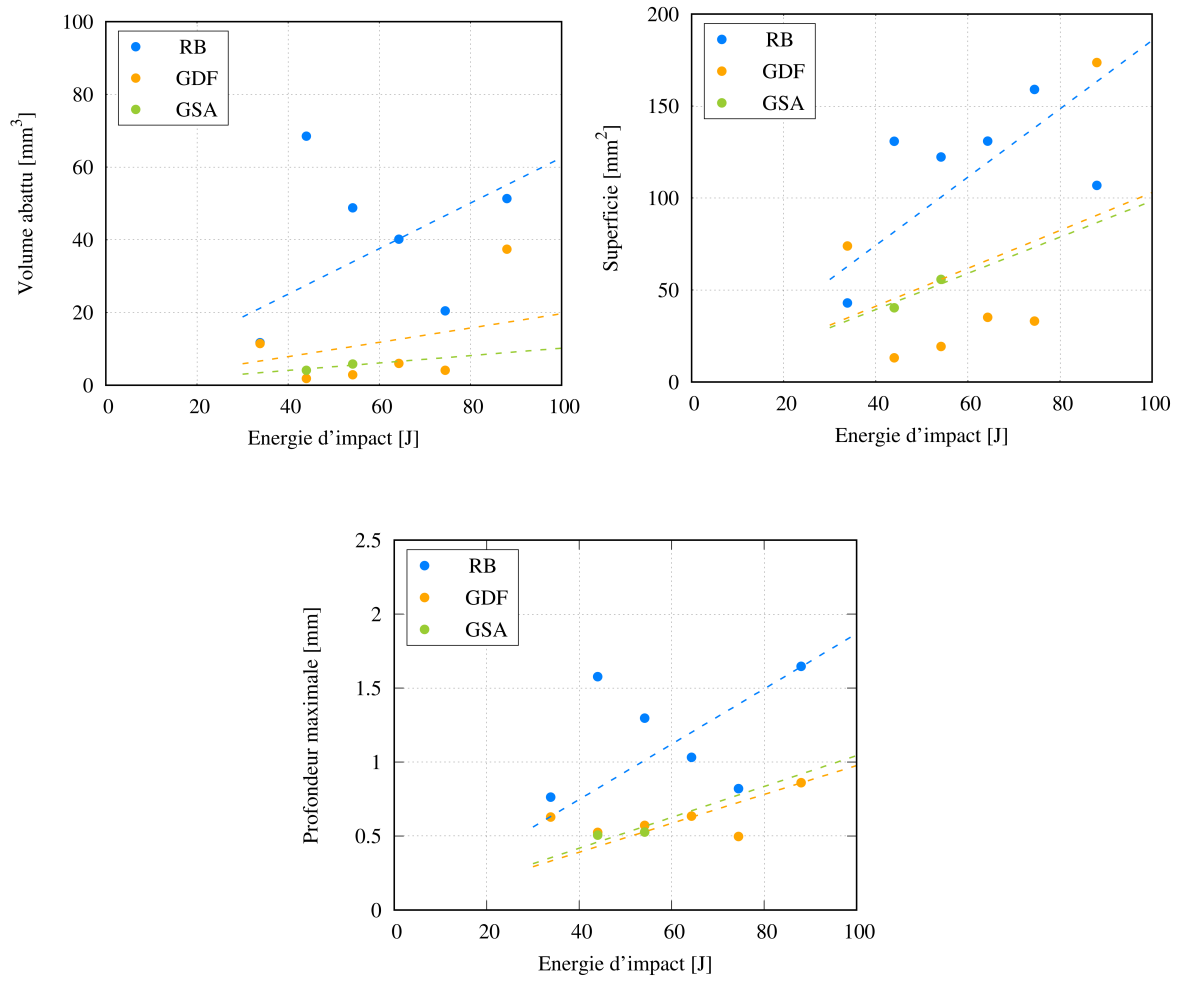 100
80
60
40
20
0
0 20 40 60 80 100
Volume abattu [mm³]
Energie d’impact [J]
RB
GDF
GSA
200
150
100
50
0
0 20 40 60 80 100
Superficie [mm²]
Energie d’impact [J]
RB
GDF
GSA
2.5
2
1.5
1
0.5
0
0 20 40 60 80 100
Profondeur maximale [mm]
Energie d’impact [J]
RB
GDF
GSA